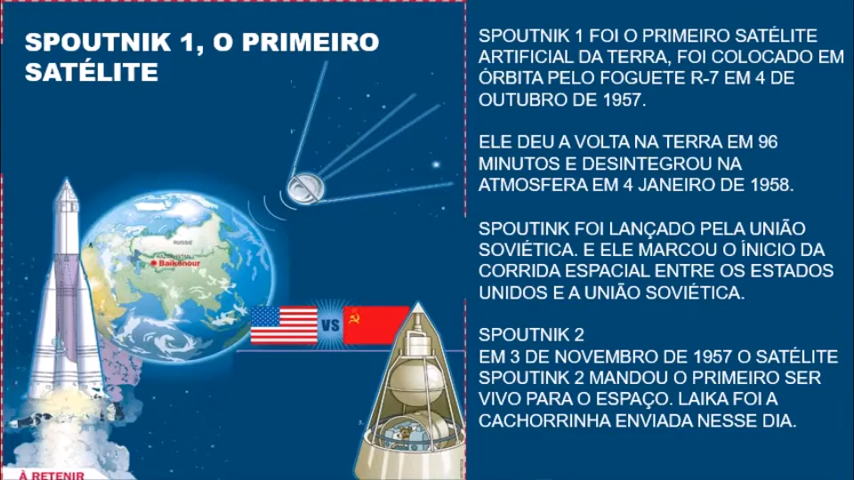 SPOUTNIK 1, O PRIMEIRO
SATÉLITE
RUSSIE
KAZAKHSTAN
Baïkonour
VS
À RETENIR
SPOUTNIK 1 FOI O PRIMEIRO SATÉLITE
ARTIFICIAL DA TERRA, FOI COLOCADO EM
ÓRBITA PELO FOGUETE R-7 EM 4 DE
OUTUBRO DE 1957.
ELE DEU A VOLTA NA TERRA EM 96
MINUTOS E DESINTEGROU NA
ATMOSFERA EM 4 JANEIRO DE 1958.
SPOUTINK FOI LANÇADO PELA UNIÃO
SOVIÉTICA. E ELE MARCOU O ÍNICIO DA
CORRIDA ESPACIAL ENTRE OS ESTADOS
UNIDOS E A UNIÃO SOVIÉTICA.
SPOUTNIK 2
EM 3 DE NOVEMBRO DE 1957 O SATÉLITE
SPOUTINK 2 MANDOU O PRIMEIRO SER
VIVO PARA O ESPAÇO. LAIKA FOI A
CACHORRINHA ENVIADA NESSE DIA.